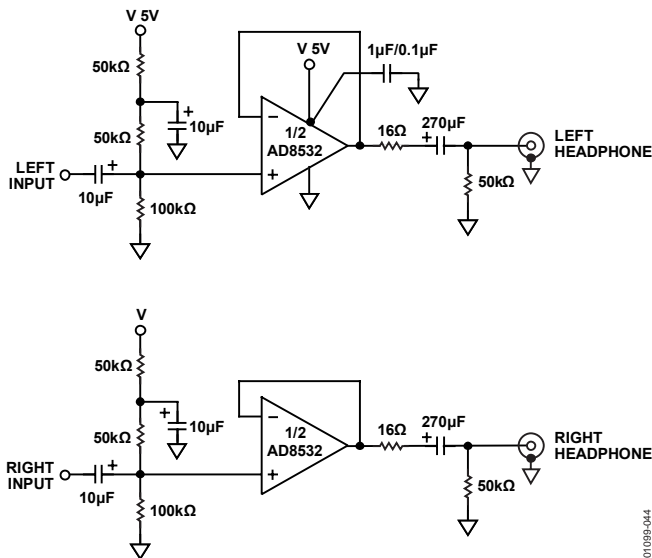 V 5V
50kΩ
V 5V
1µF/0.1µF
50kΩ
+
10µF
−
1/2
AD8532
+
16Ω
+
270µF
LEFT
HEADPHONE
LEFT
INPUT
+
10µF
100kΩ
50kΩ
V
50kΩ
50kΩ
+
10µF
−
1/2
AD8532
+
16Ω
+
270µF
RIGHT
HEADPHONE
RIGHT
INPUT
+
10µF
100kΩ
50kΩ
01099-044